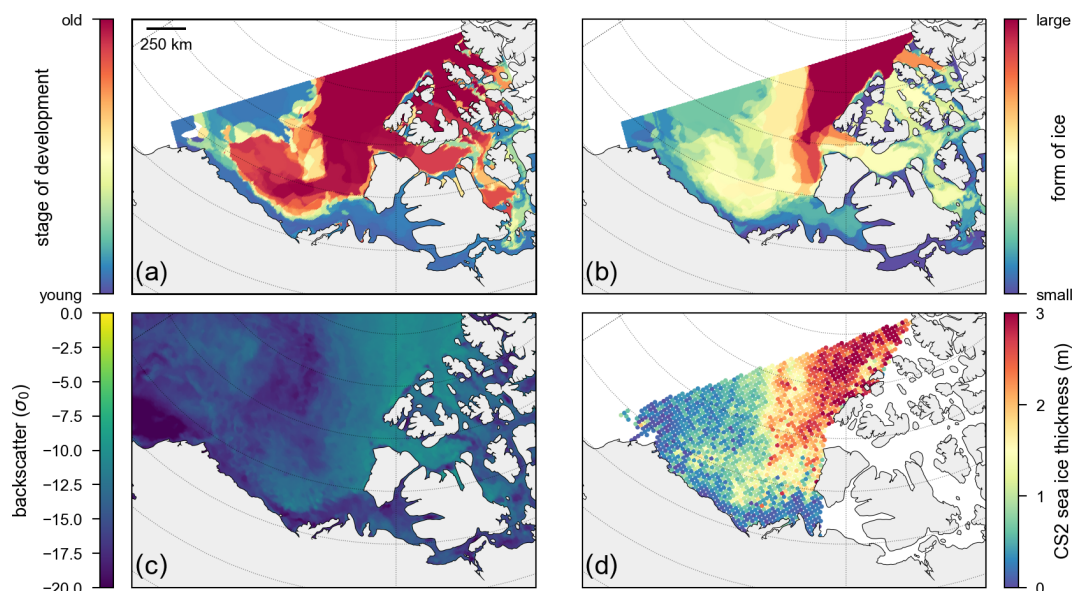 old
stage of development
young
250 km
(a)
(b)
large
form of ice
small
0.0
−2.5
−5.0
−7.5
−10.0
−12.5
−15.0
−17.5
−20.0
backscatter (σ0)
(c)
(d)
3
2
1
0
CS2 sea ice thickness (m)